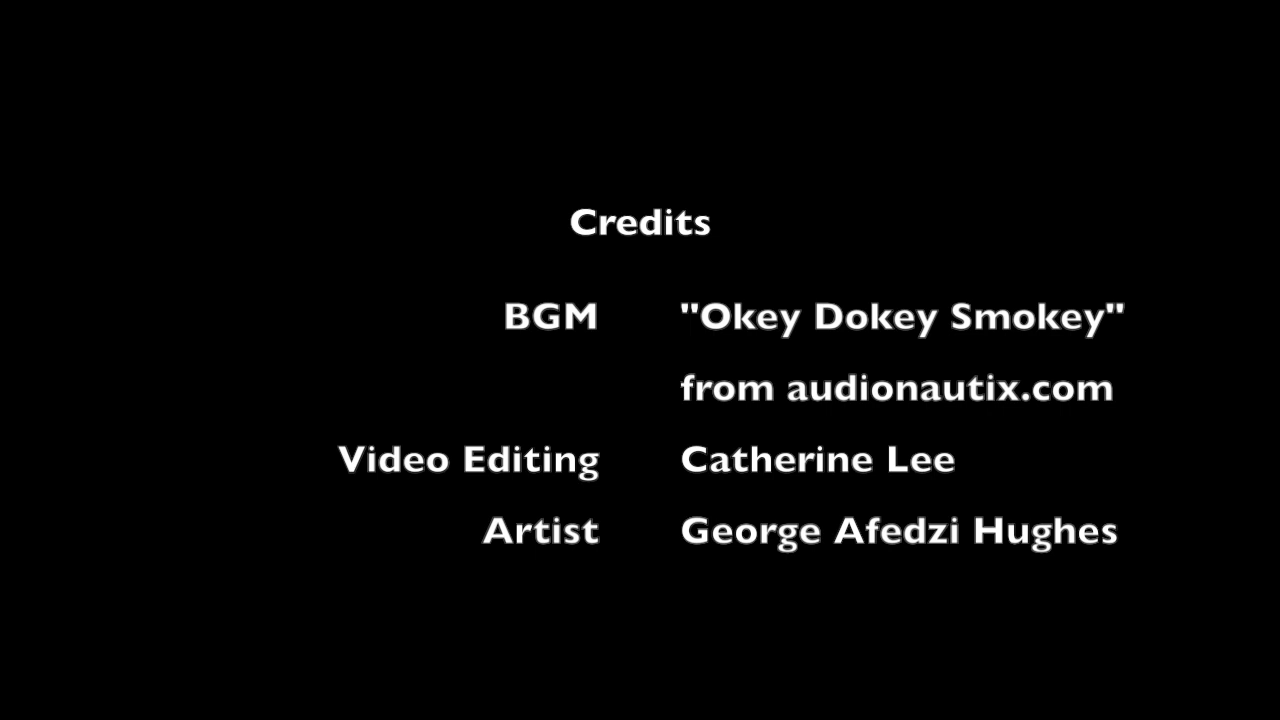 Credits
BGM "Okey Dokey Smokey"
from audionautix.com
Video Editing Catherine Lee
Artist George Afedzi Hughes